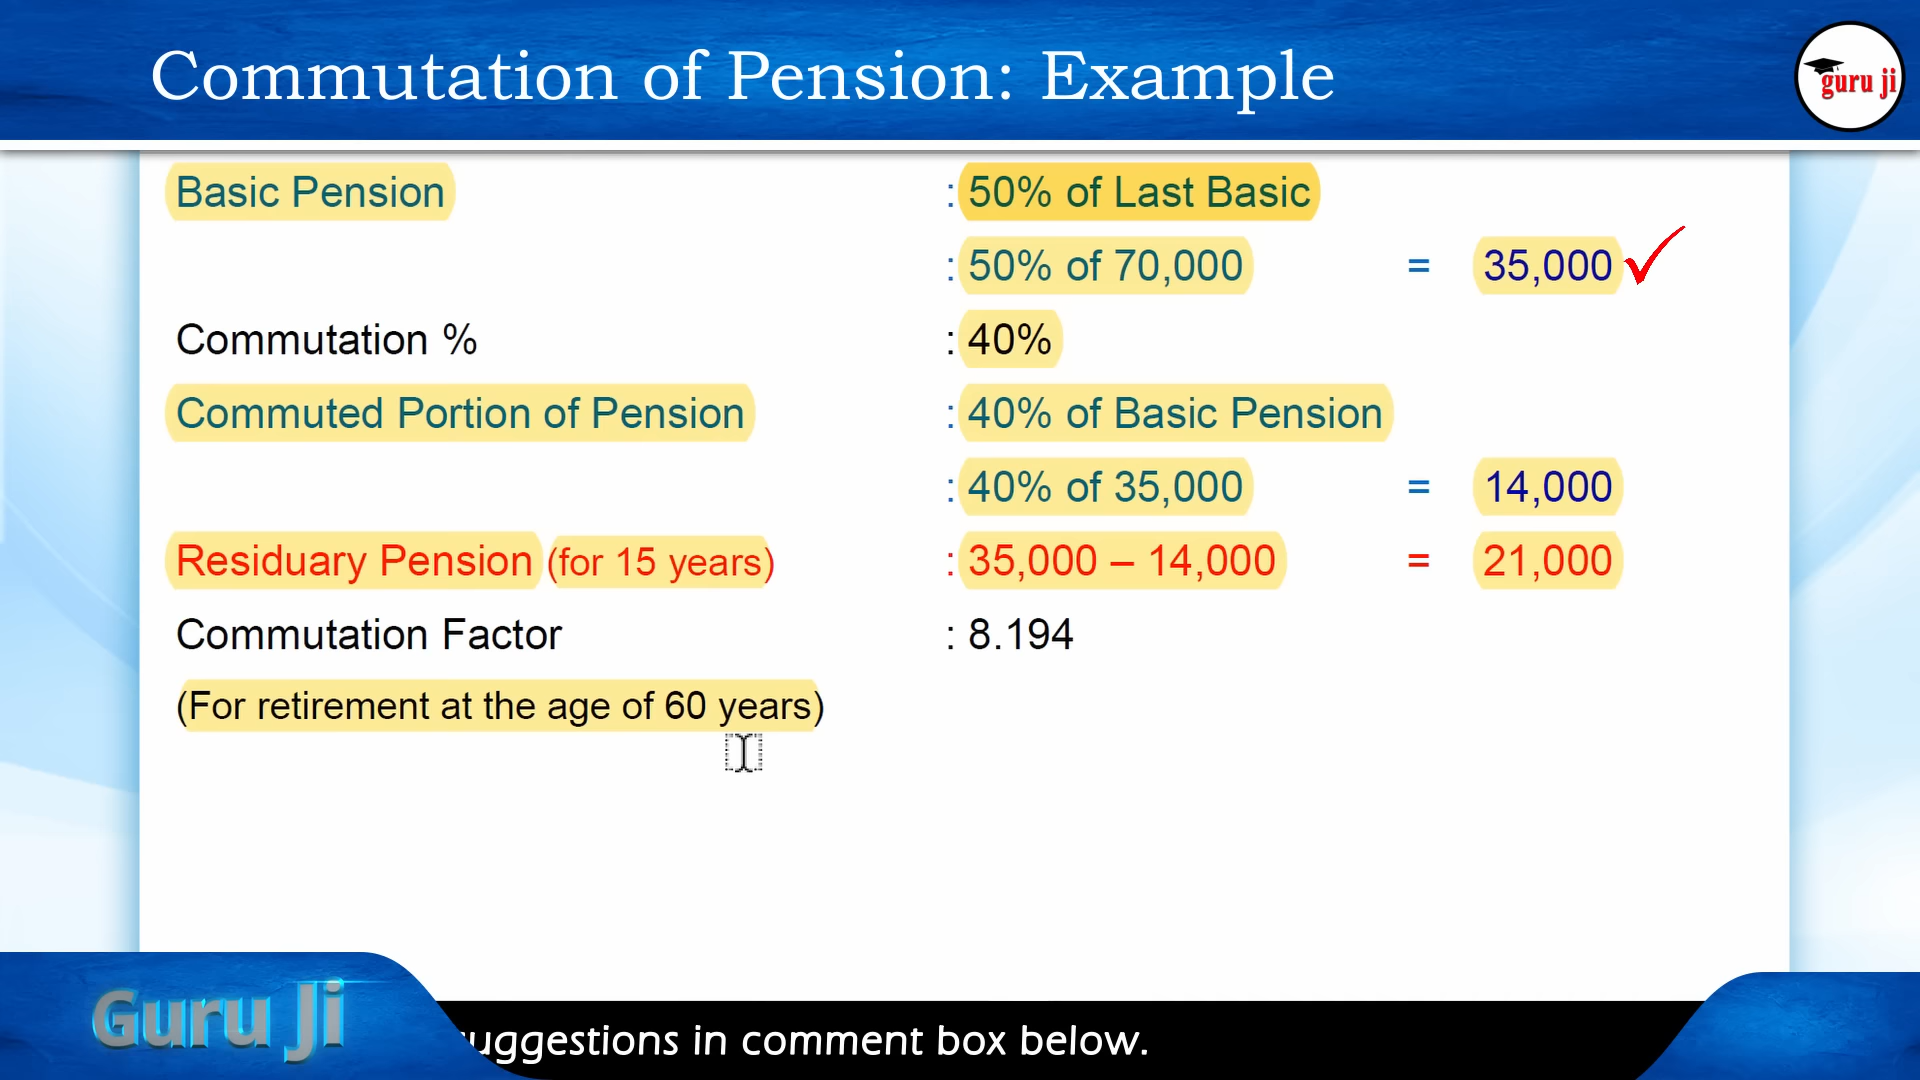 Commutation of Pension: Example
guru ji
Basic Pension : 50% of Last Basic
: 50% of 70,000 = 35,000
Commutation % : 40%
Commuted Portion of Pension : 40% of Basic Pension
: 40% of 35,000 = 14,000
Residuary Pension (for 15 years) : 35,000 – 14,000 = 21,000
Commutation Factor : 8.194
(For retirement at the age of 60 years)
Guru Ji
uggestions in comment box below.